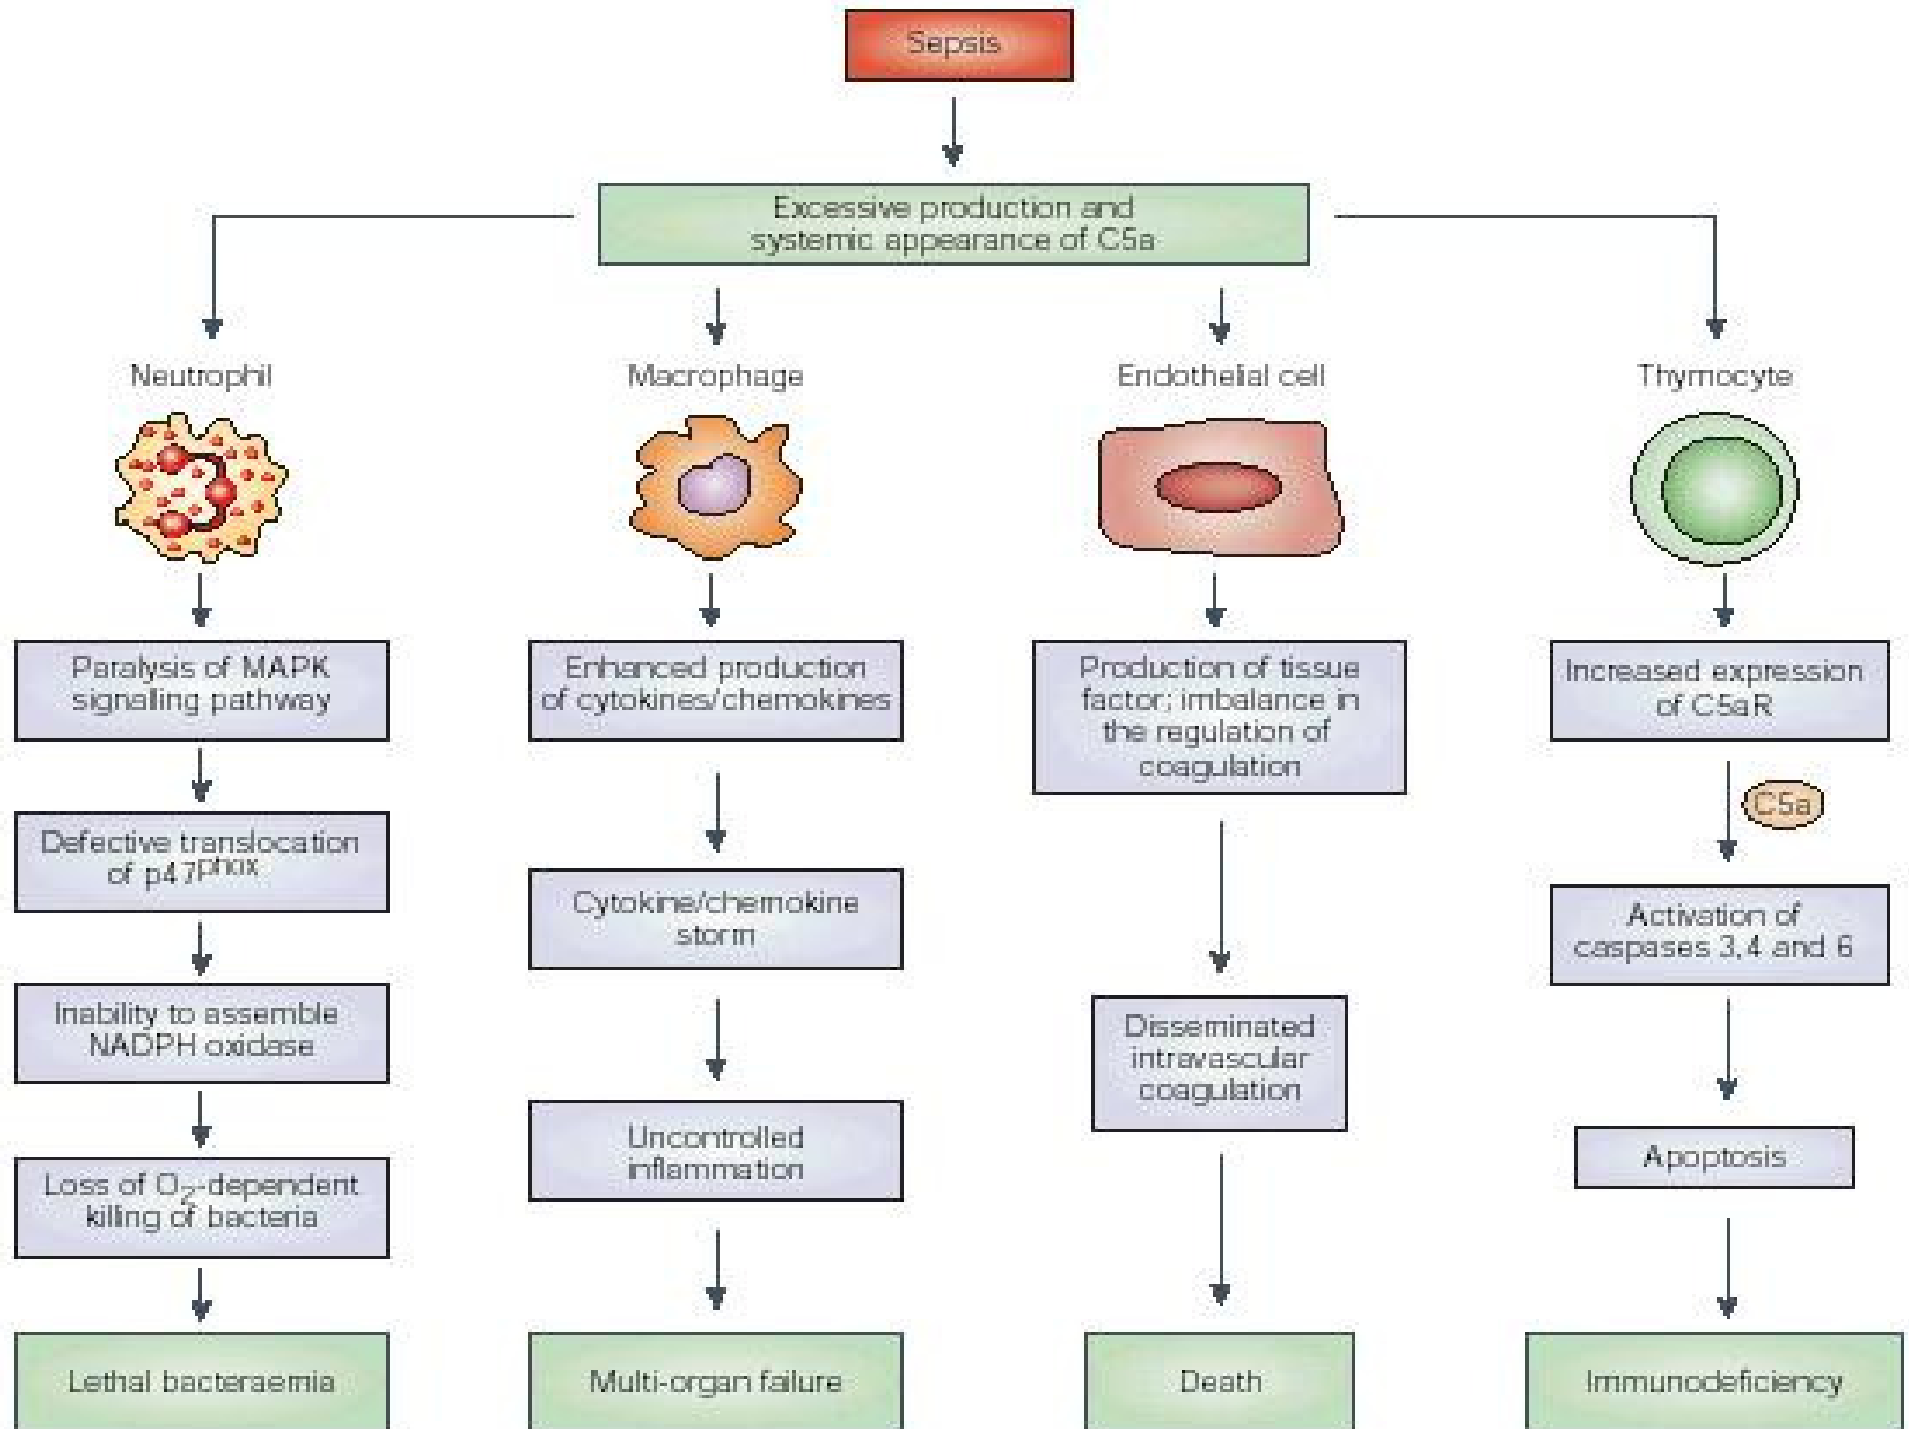 Sepsis
Excessive production and
systemic appearance of C5a
Neutrophil
Macrophage
Endothelial cell
Thymocyte
Paralysis of MAPK
signalling pathway
Defective translocation
of p47phox
Inability to assemble
NADPH oxidase
Loss of O2-dependent
killing of bacteria
Lethal bacteraemia
Enhanced production
of cytokines/chemokines
Cytokine/chemokine
storm
Uncontrolled
inflammation
Multi-organ failure
Production of tissue
factor; imbalance in
the regulation of
coagulation
Disseminated
intravascular
coagulation
Death
Increased expression
of C5aR
C5a
Activation of
caspases 3,4 and 6
Apoptosis
Immunodeficiency